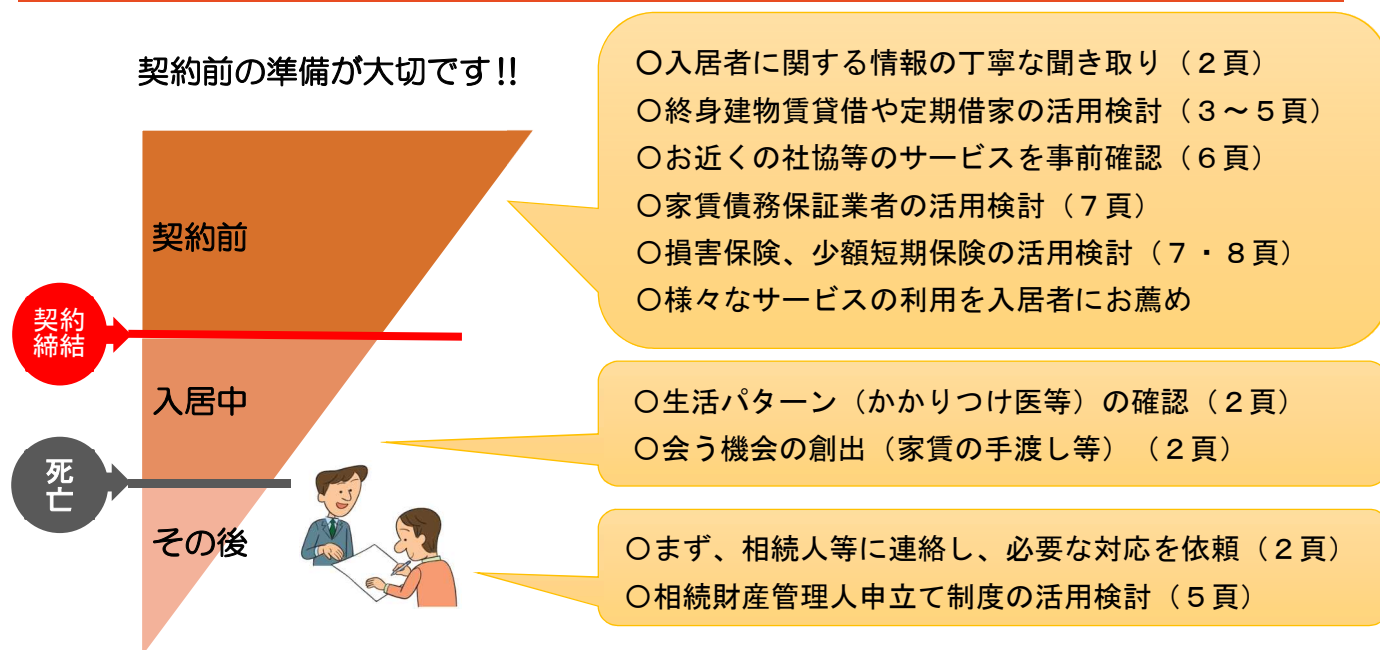 契約前の準備が大切です!!
契約前
契約
締結
入居中
死
亡
その後
〇入居者に関する情報の丁寧な聞き取り（２頁）
〇終身建物賃貸借や定期借家の活用検討（３～５頁）
〇お近くの社協等のサービスを事前確認（６頁）
〇家賃債務保証業者の活用検討（７頁）
〇損害保険、少額短期保険の活用検討（７・８頁）
〇様々なサービスの利用を入居者にお薦め
〇生活パターン（かかりつけ医等）の確認（２頁）
〇会う機会の創出（家賃の手渡し等）（２頁）
〇まず、相続人等に連絡し、必要な対応を依頼（２頁）
〇相続財産管理人申立て制度の活用検討（５頁）